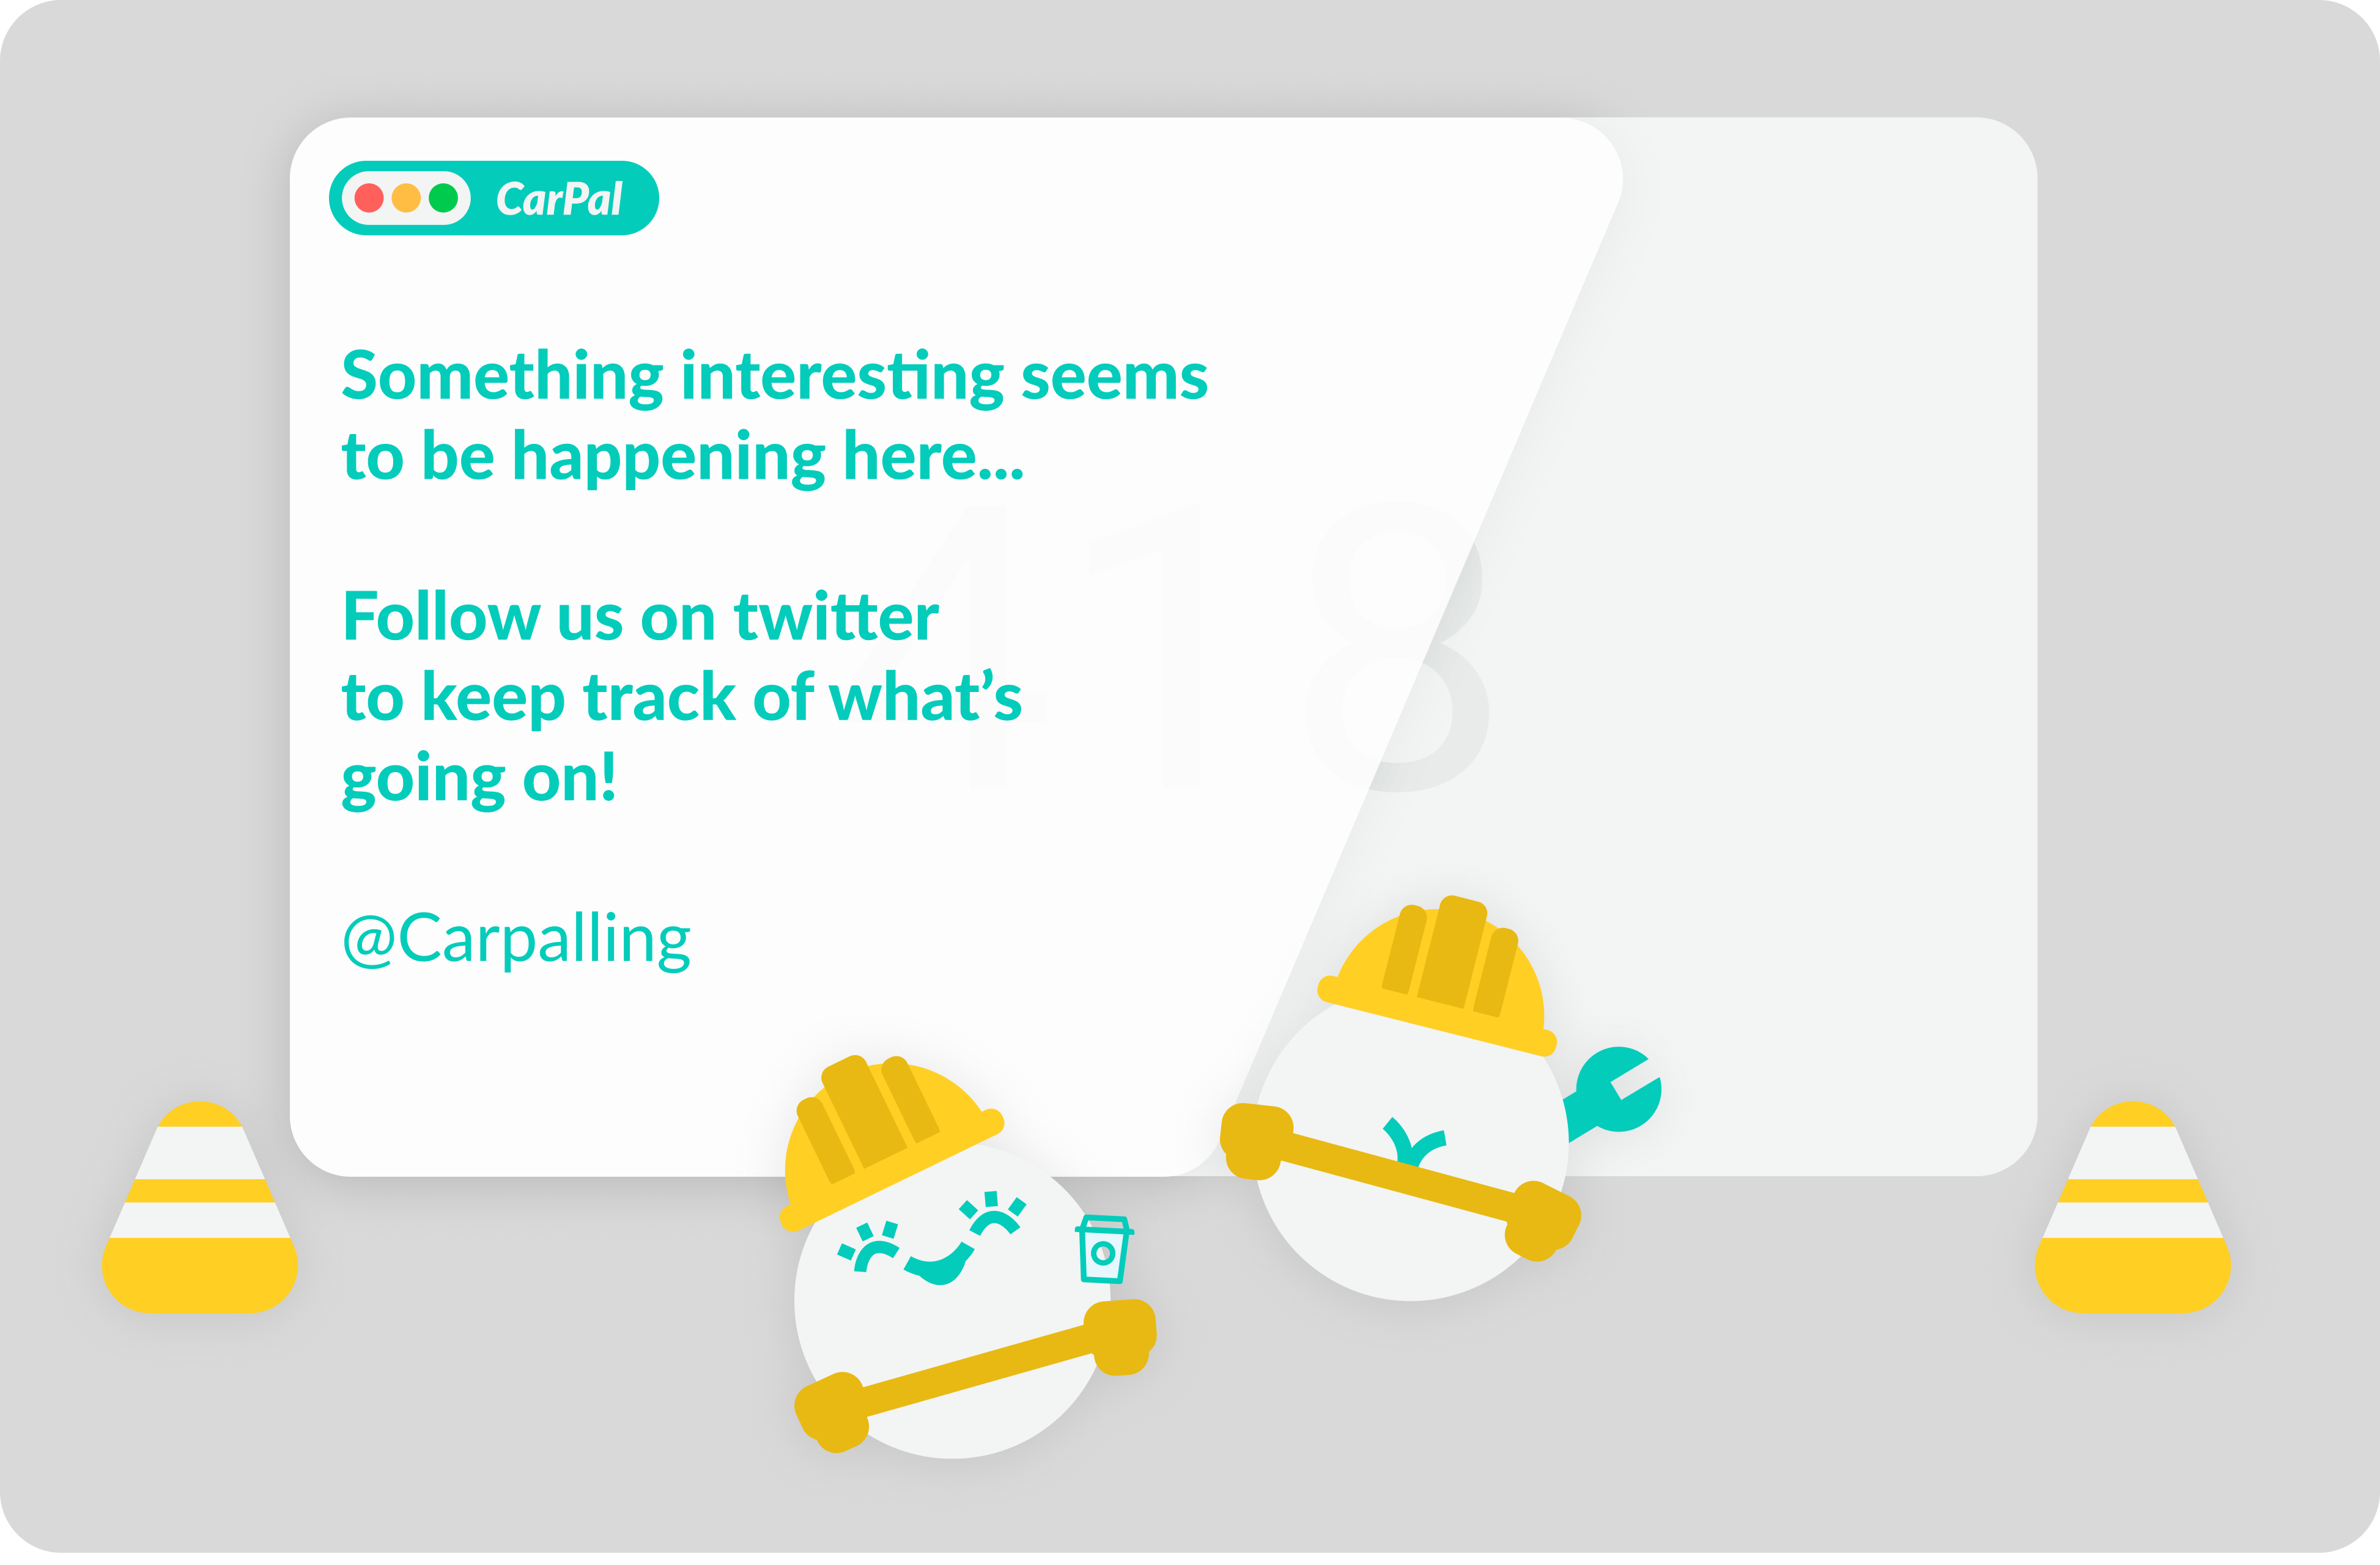 CarPal
Something interesting seems
to be happening here...
418
Follow us on twitter
to keep track of what's
going on!
@Carpalling